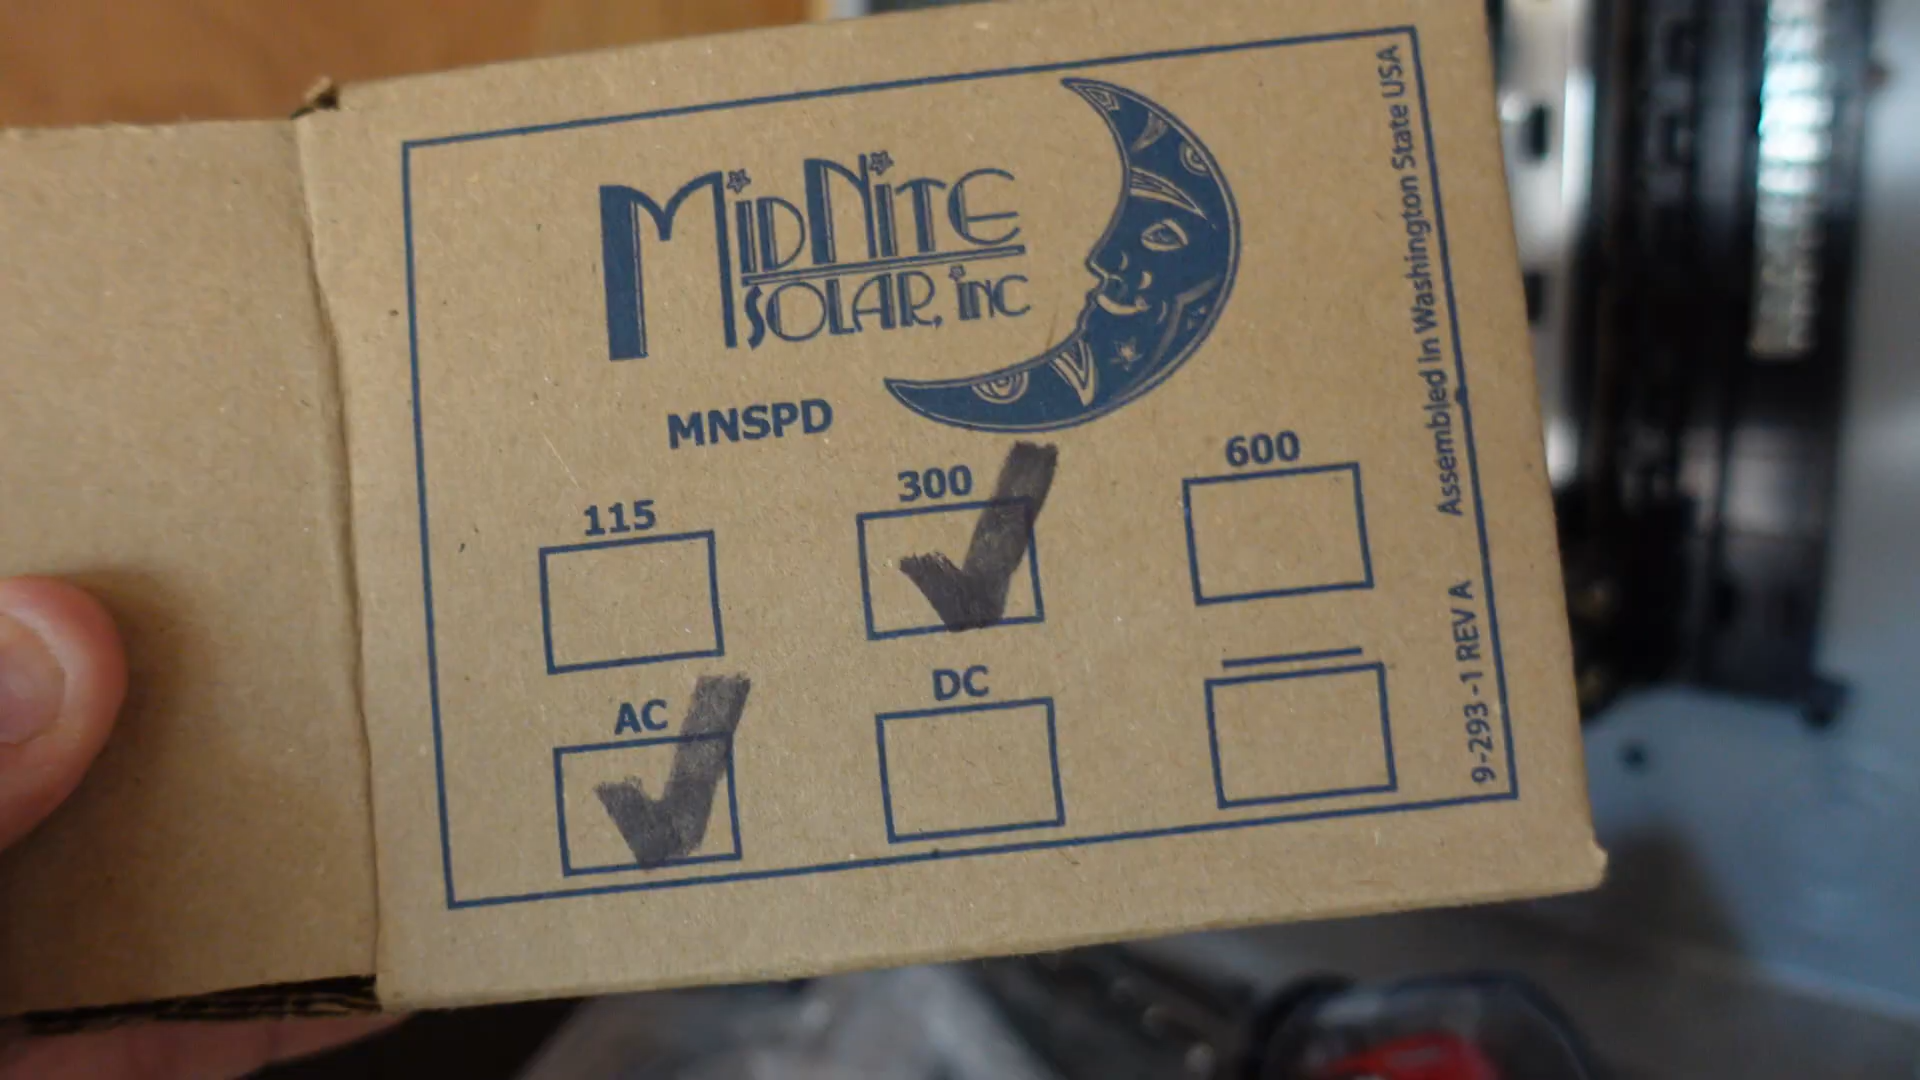 MidNite
Solar, Inc
MNSPD
115 300 600
AC DC
9-293-1 REV A Assembled In Washington State USA